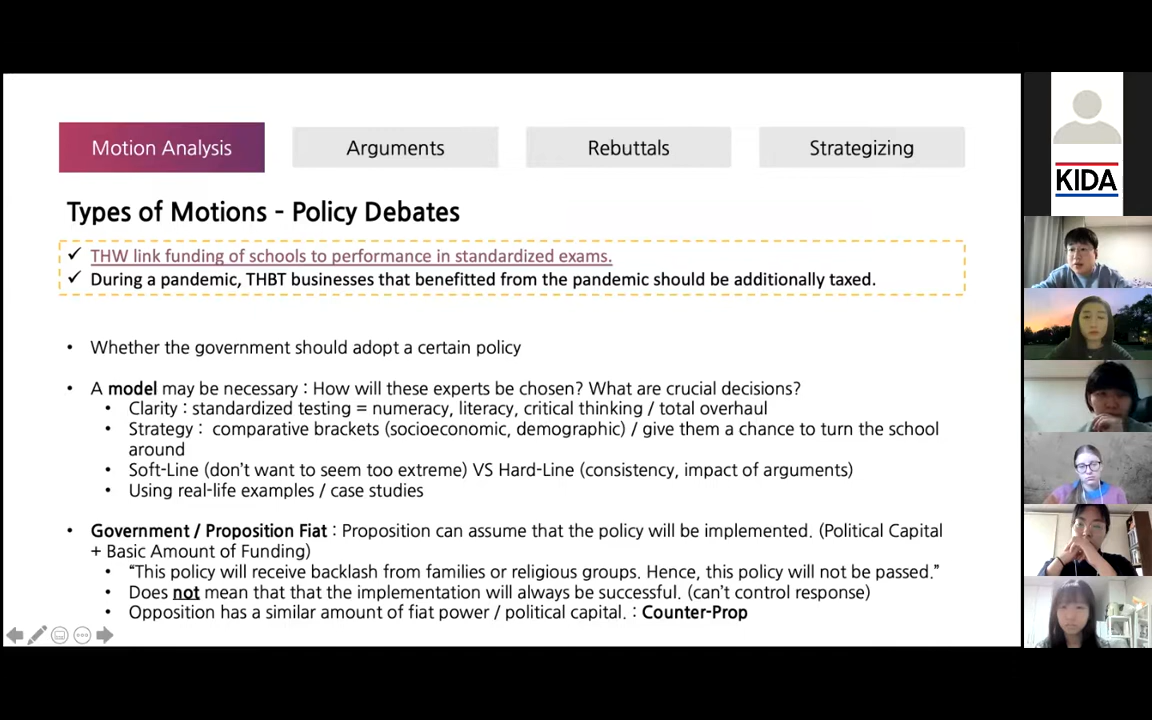 Motion Analysis
Arguments
Rebuttals
Strategizing
KIDA
Types of Motions - Policy Debates
✓ THW link funding of schools to performance in standardized exams.
✓ During a pandemic, THBT businesses that benefitted from the pandemic should be additionally taxed.
• Whether the government should adopt a certain policy
• A model may be necessary : How will these experts be chosen? What are crucial decisions?
• Clarity : standardized testing = numeracy, literacy, critical thinking / total overhaul
• Strategy : comparative brackets (socioeconomic, demographic) / give them a chance to turn the school
around
• Soft-Line (don't want to seem too extreme) VS Hard-Line (consistency, impact of arguments)
• Using real-life examples / case studies
• Government / Proposition Fiat : Proposition can assume that the policy will be implemented. (Political Capital
+ Basic Amount of Funding)
• “This policy will receive backlash from families or religious groups. Hence, this policy will not be passed.”
• Does not mean that that the implementation will always be successful. (can't control response)
• Opposition has a similar amount of fiat power / political capital. : Counter-Prop